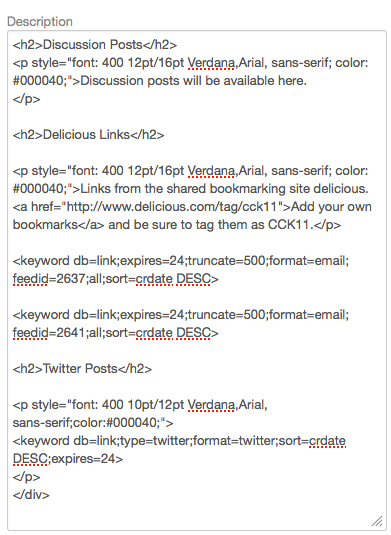 Description
<h2>Discussion Posts</h2>
<p style="font: 400 12pt/16pt Verdana,Arial, sans-serif; color:
#000040;">Discussion posts will be available here.
</p>
<h2>Delicious Links</h2>
<p style="font: 400 12pt/16pt Verdana,Arial, sans-serif; color:
#000040;">Links from the shared bookmarking site delicious.
<a href="http://www.delicious.com/tag/cck11">Add your own
bookmarks</a> and be sure to tag them as CCK11.</p>
<keyword db=link;expires=24;truncate=500;format=email;
feedid=2637;all;sort=crdate DESC>
<keyword db=link;expires=24;truncate=500;format=email;
feedid=2641;all;sort=crdate DESC>
<h2>Twitter Posts</h2>
<p style="font: 400 10pt/12pt Verdana,Arial,
sans-serif;color:#000040;">
<keyword db=link;type=twitter;format=twitter;sort=crdate
DESC;expires=24>
</p>
</div>